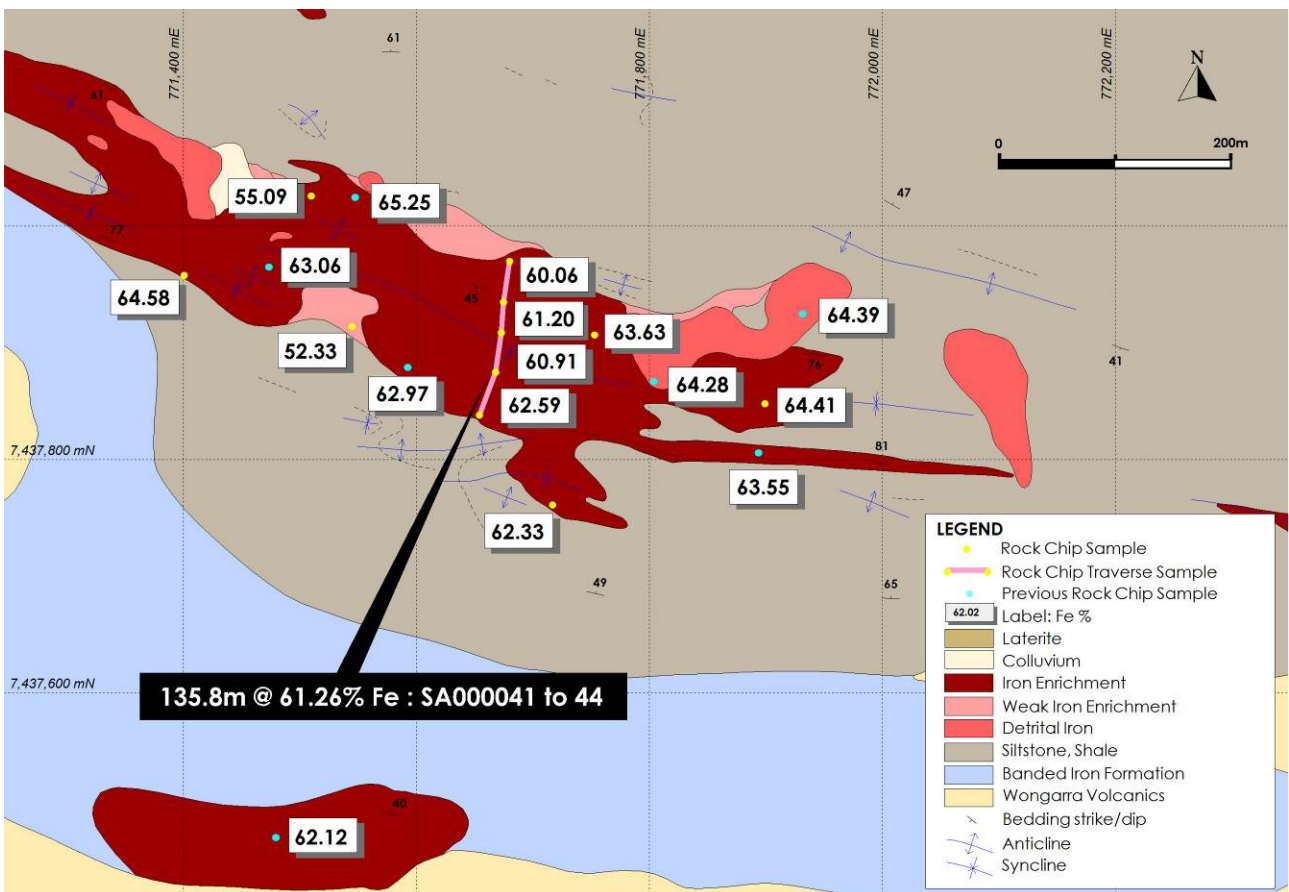 771,400 mE
771,800 mE
772,000 mE
772,200 mE
N
0
200m
61
61
47
55.09
65.25
77
63.06
64.58
45
60.06
61.20
63.63
64.39
52.33
60.91
41
62.97
64.28
76
64.41
62.59
7,437,800 mN
81
63.55
62.33
49
65
135.8m @ 61.26% Fe : SA000041 to 44
7,437,600 mN
40
62.12
LEGEND
Rock Chip Sample
Rock Chip Traverse Sample
Previous Rock Chip Sample
62.02 Label: Fe %
Laterite
Colluvium
Iron Enrichment
Weak Iron Enrichment
Detrital Iron
Siltstone, Shale
Banded Iron Formation
Wongarra Volcanics
Bedding strike/dip
Anticline
Syncline